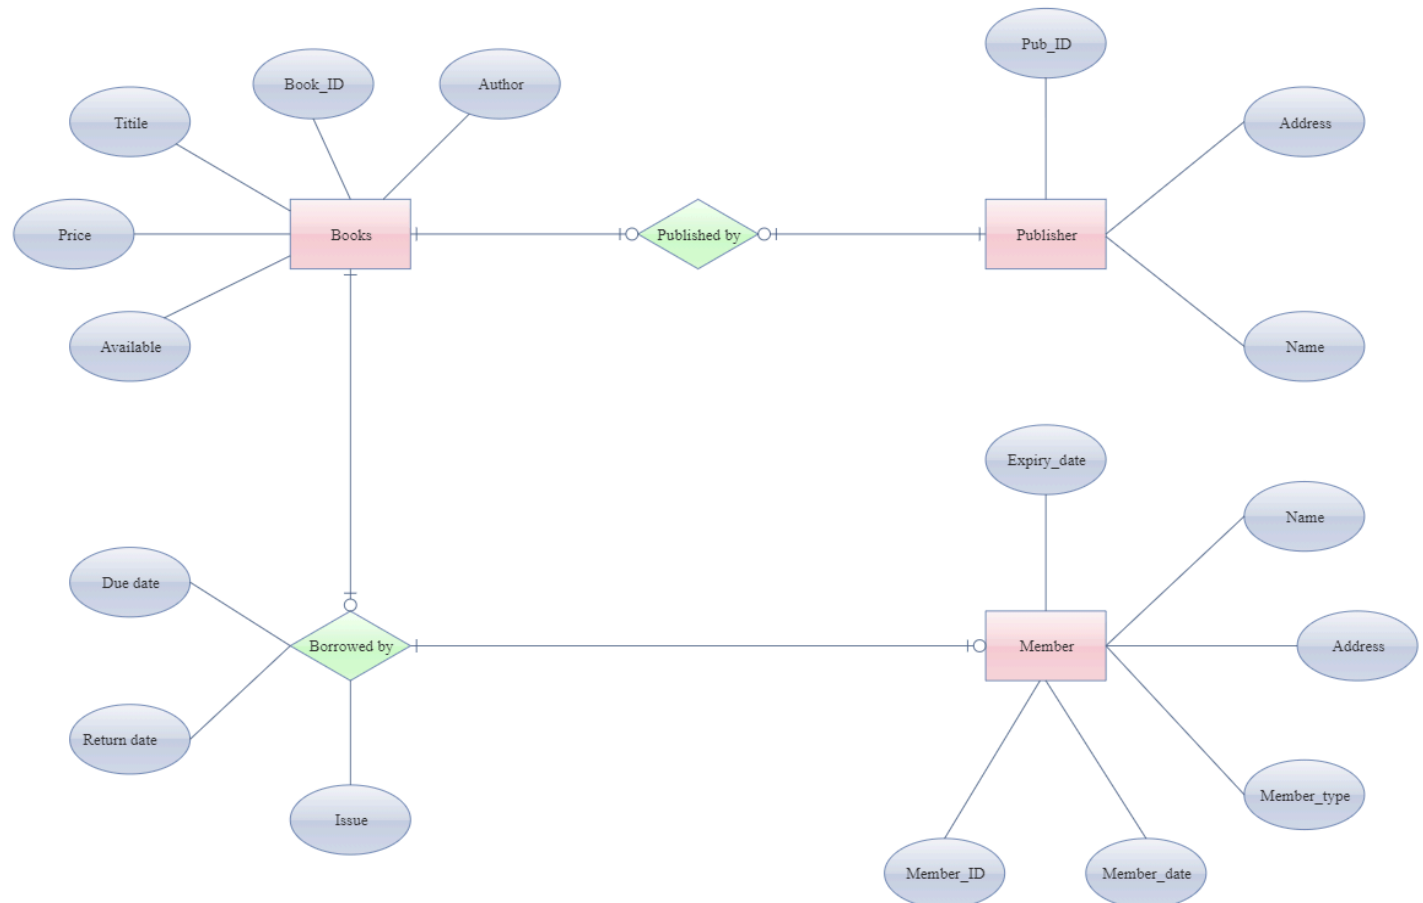 Pub_ID
Book_ID
Author
Titile
Address
Price
Books
Published by
Publisher
Available
Name
Expiry_date
Name
Due date
Borrowed by
Member
Address
Return date
Issue
Member_type
Member_ID
Member_date